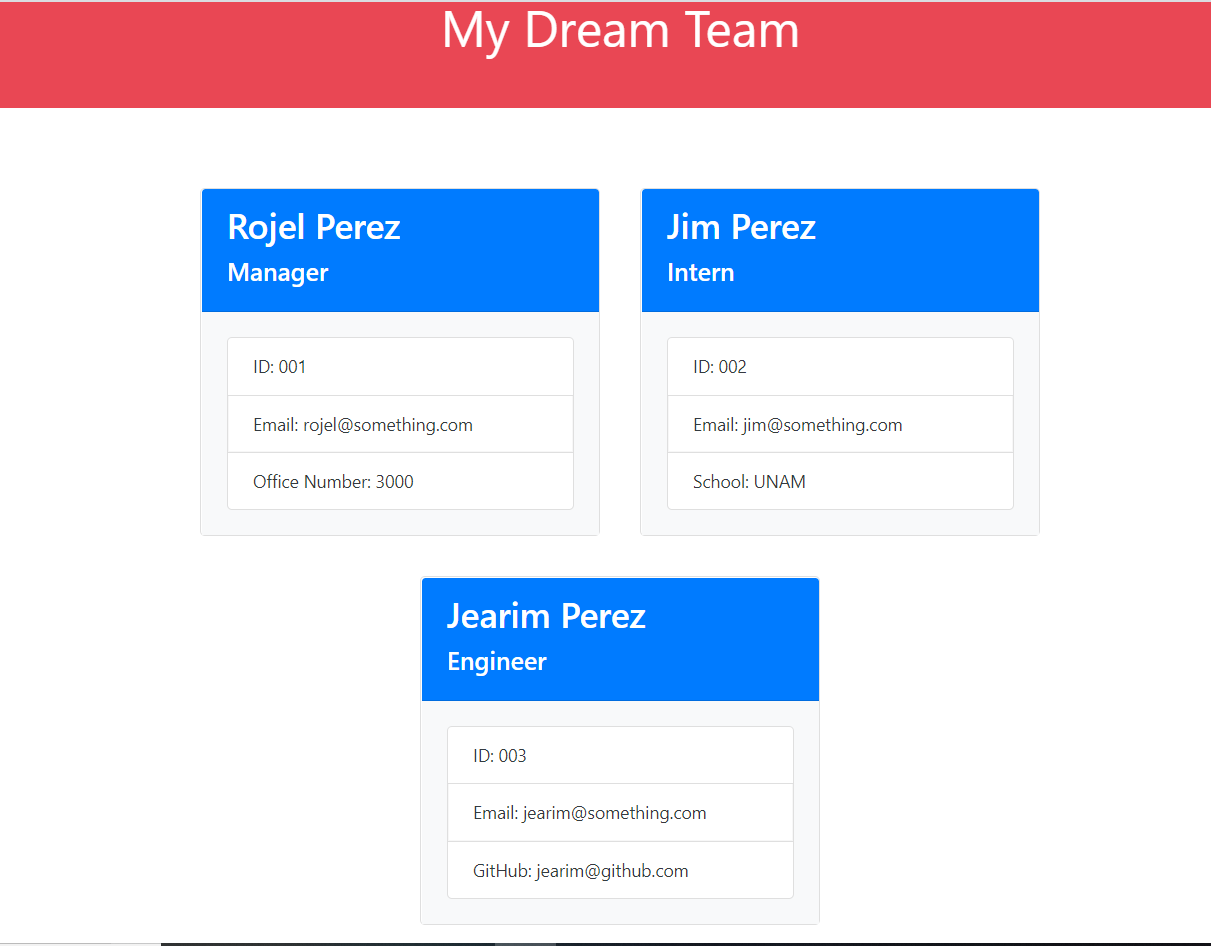 My Dream Team
Rojel Perez
Manager
ID: 001
Email: rojel@something.com
Office Number: 3000
Jim Perez
Intern
ID: 002
Email: jim@something.com
School: UNAM
Jearim Perez
Engineer
ID: 003
Email: jearim@something.com
GitHub: jearim@github.com